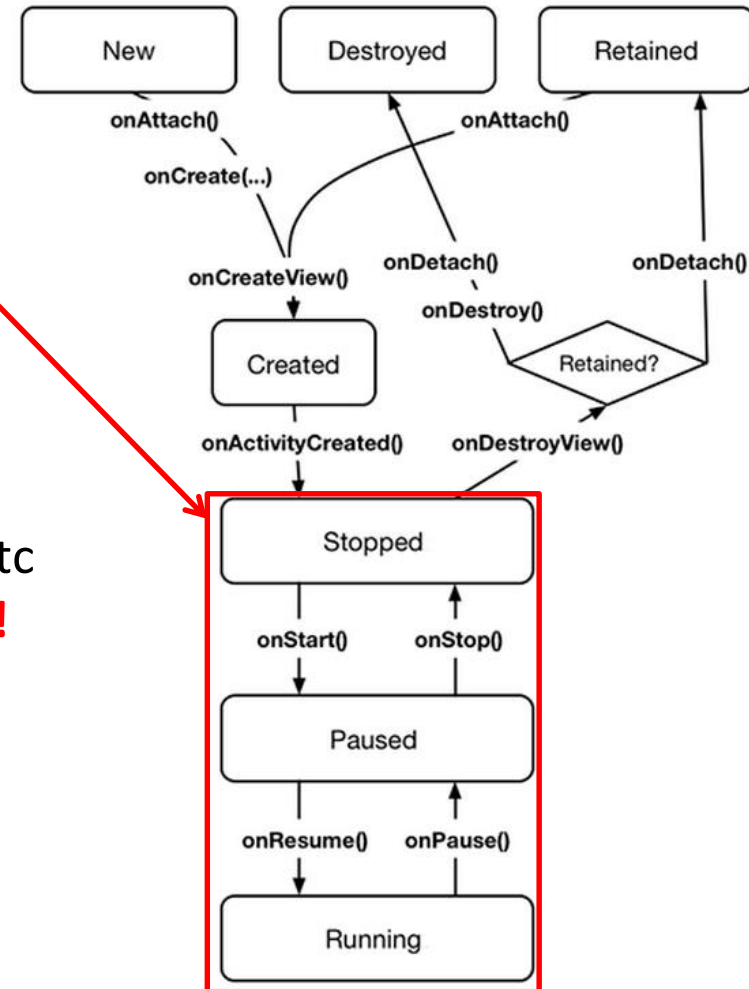 New Destroyed Retained
onAttach() onAttach()
onCreate(...)
onCreateView() onDetach() onDetach()
onDestroy()
Created Retained?
onActivityCreated() onDestroyView()
Stopped
tc
!
onStart() onStop()
Paused
onResume() onPause()
Running